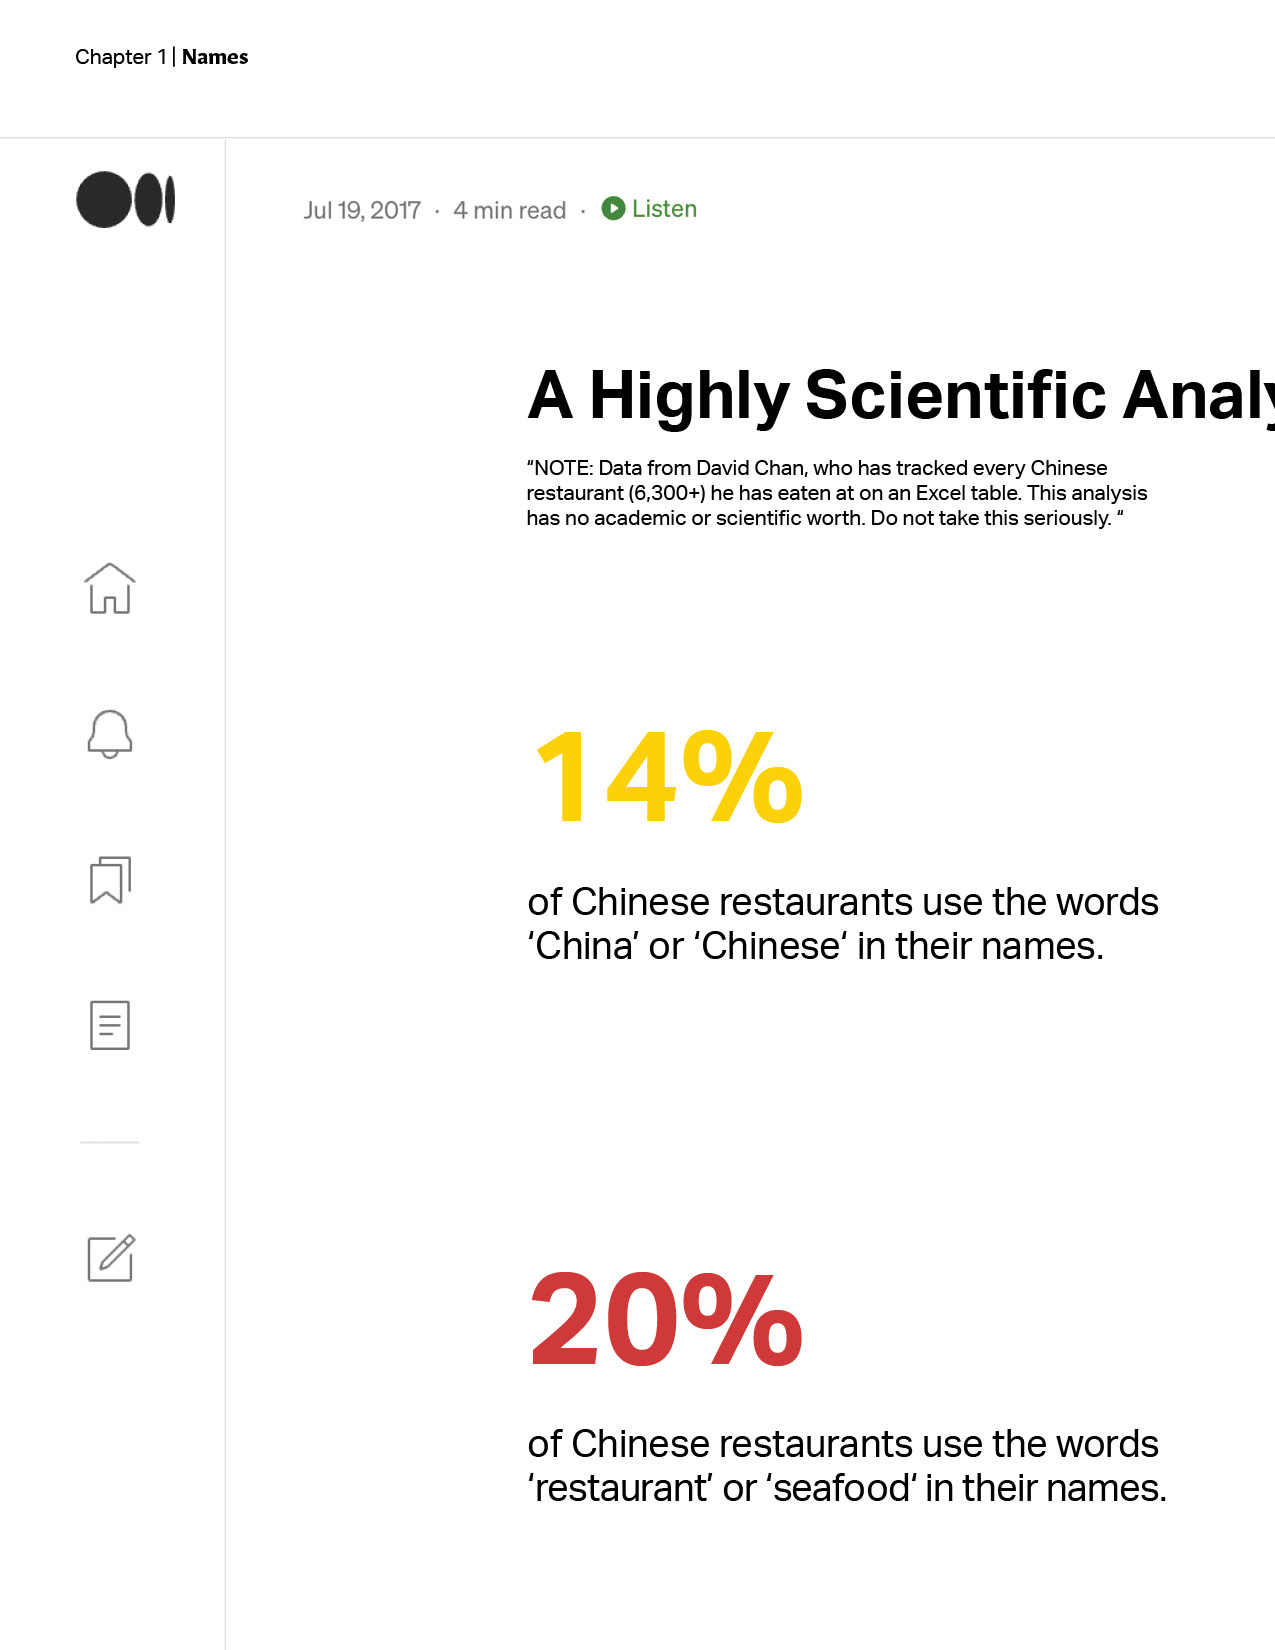 Chapter 1 | Names
Jul 19, 2017 · 4 min read · Listen
A Highly Scientific Analy
“NOTE: Data from David Chan, who has tracked every Chinese
restaurant (6,300+) he has eaten at on an Excel table. This analysis
has no academic or scientific worth. Do not take this seriously. “
14%
of Chinese restaurants use the words
‘China’ or ‘Chinese‘ in their names.
20%
of Chinese restaurants use the words
‘restaurant’ or ‘seafood‘ in their names.